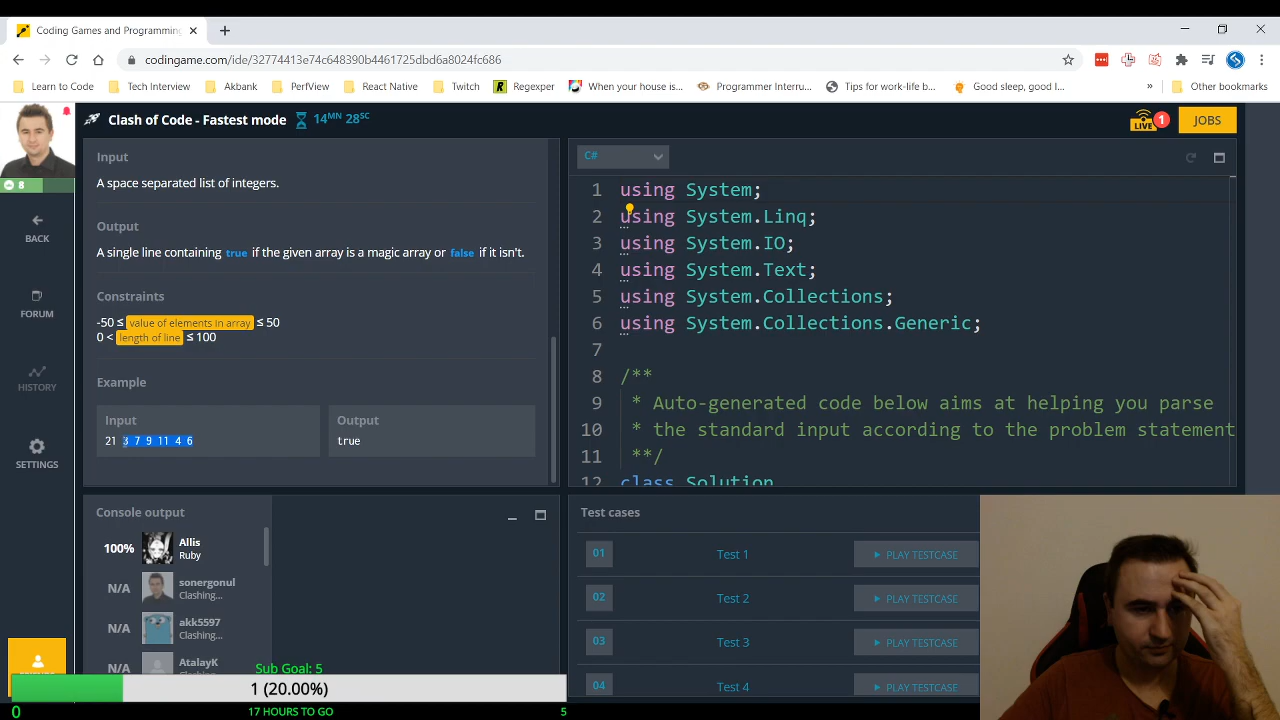 Coding Games and Programming
codingame.com/ide/32774413e74c648390b4461725dbd6a8024fc686
Learn to Code
Tech Interview
Akbank
PerfView
React Native
Twitch
R
Regexper
When your house is...
Programmer Interru...
Tips for work-life b...
Good sleep, good l...
»
Other bookmarks
Clash of Code - Fastest mode
14MN 28SC
LIVE
1
JOBS
8
BACK
FORUM
HISTORY
SETTINGS
Input
A space separated list of integers.
Output
A single line containing true if the given array is a magic array or false if it isn't.
Constraints
-50 ≤ value of elements in array ≤ 50
0 < length of line ≤ 100
Example
Input
21 3 7 9 11 4 6
Output
true
C#
1 using System;
2 using System.Linq;
3 using System.IO;
4 using System.Text;
5 using System.Collections;
6 using System.Collections.Generic;
7
8 /**
9 * Auto-generated code below aims at helping you parse
10 * the standard input according to the problem statement
11 **/
12 class Solution
Console output
100%
Allis
Ruby
N/A
sonergonul
Clashing...
N/A
akk5597
Clashing...
N/A
AtalayK
Clashing...
Test cases
01 Test 1 PLAY TESTCASE
02 Test 2 PLAY TESTCASE
03 Test 3 PLAY TESTCASE
04 Test 4 PLAY TESTCASE
Sub Goal: 5
1 (20.00%)
0
17 HOURS TO GO
5